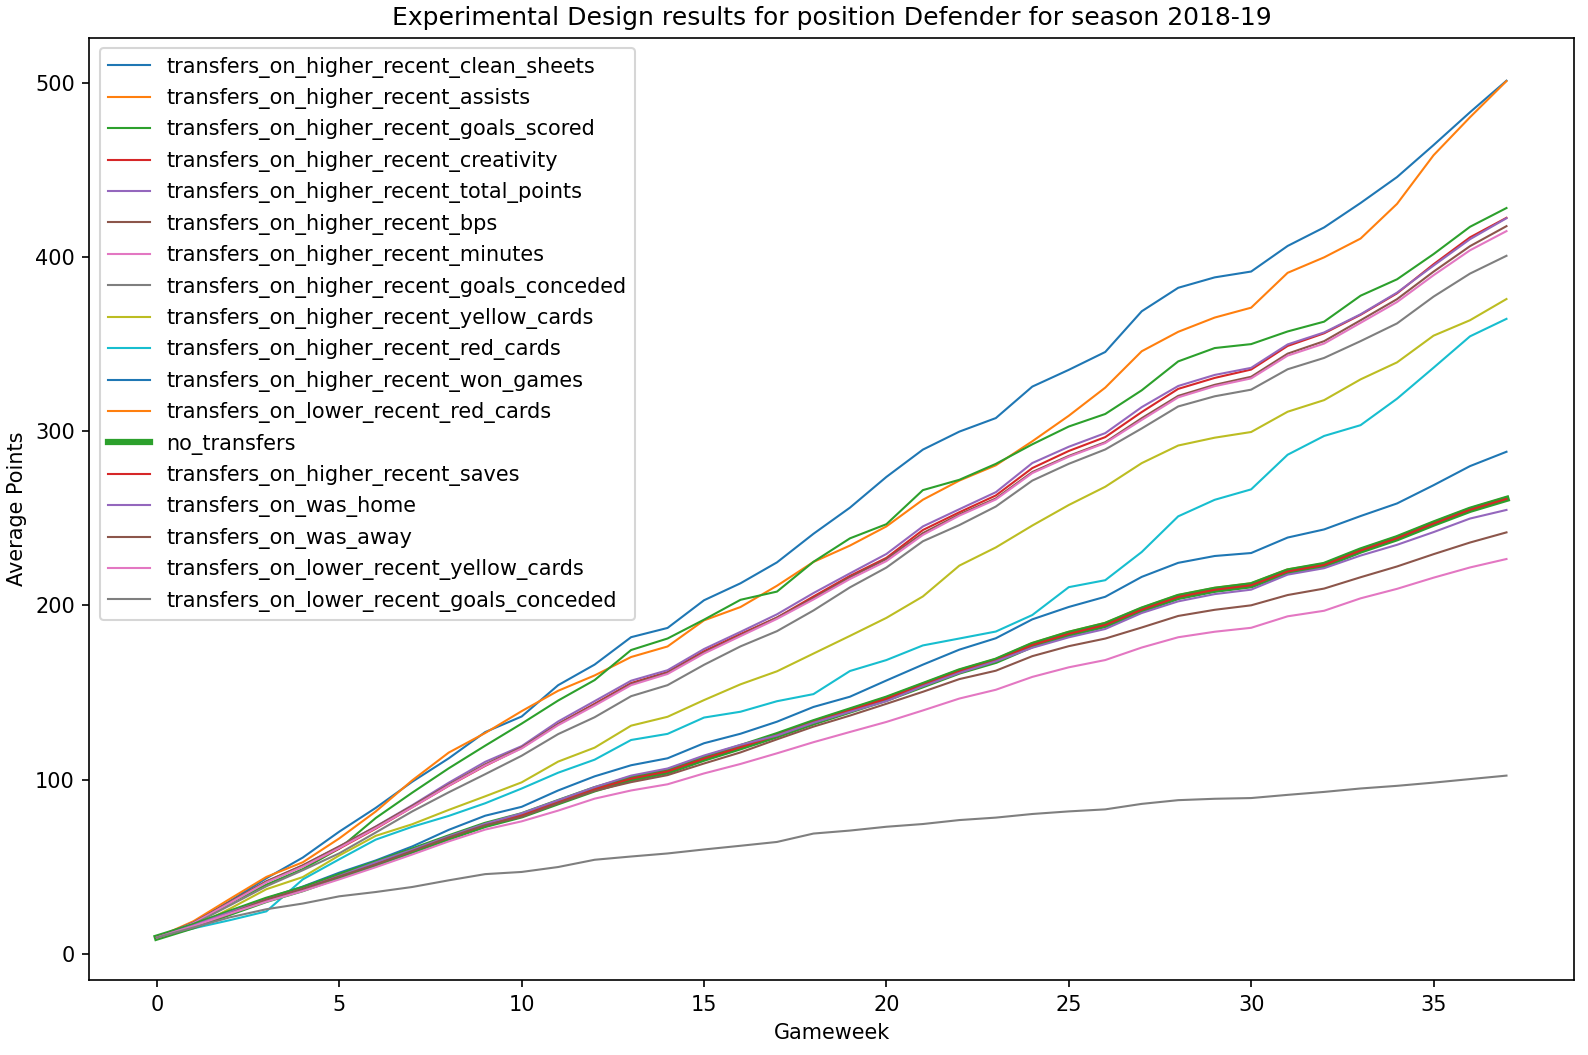 Experimental Design results for position Defender for season 2018-19
500
400
300
200
100
0
Average Points
transfers_on_higher_recent_clean_sheets
transfers_on_higher_recent_assists
transfers_on_higher_recent_goals_scored
transfers_on_higher_recent_creativity
transfers_on_higher_recent_total_points
transfers_on_higher_recent_bps
transfers_on_higher_recent_minutes
transfers_on_higher_recent_goals_conceded
transfers_on_higher_recent_yellow_cards
transfers_on_higher_recent_red_cards
transfers_on_higher_recent_won_games
transfers_on_lower_recent_red_cards
no_transfers
transfers_on_higher_recent_saves
transfers_on_was_home
transfers_on_was_away
transfers_on_lower_recent_yellow_cards
transfers_on_lower_recent_goals_conceded
0 5 10 15 20 25 30 35
Gameweek